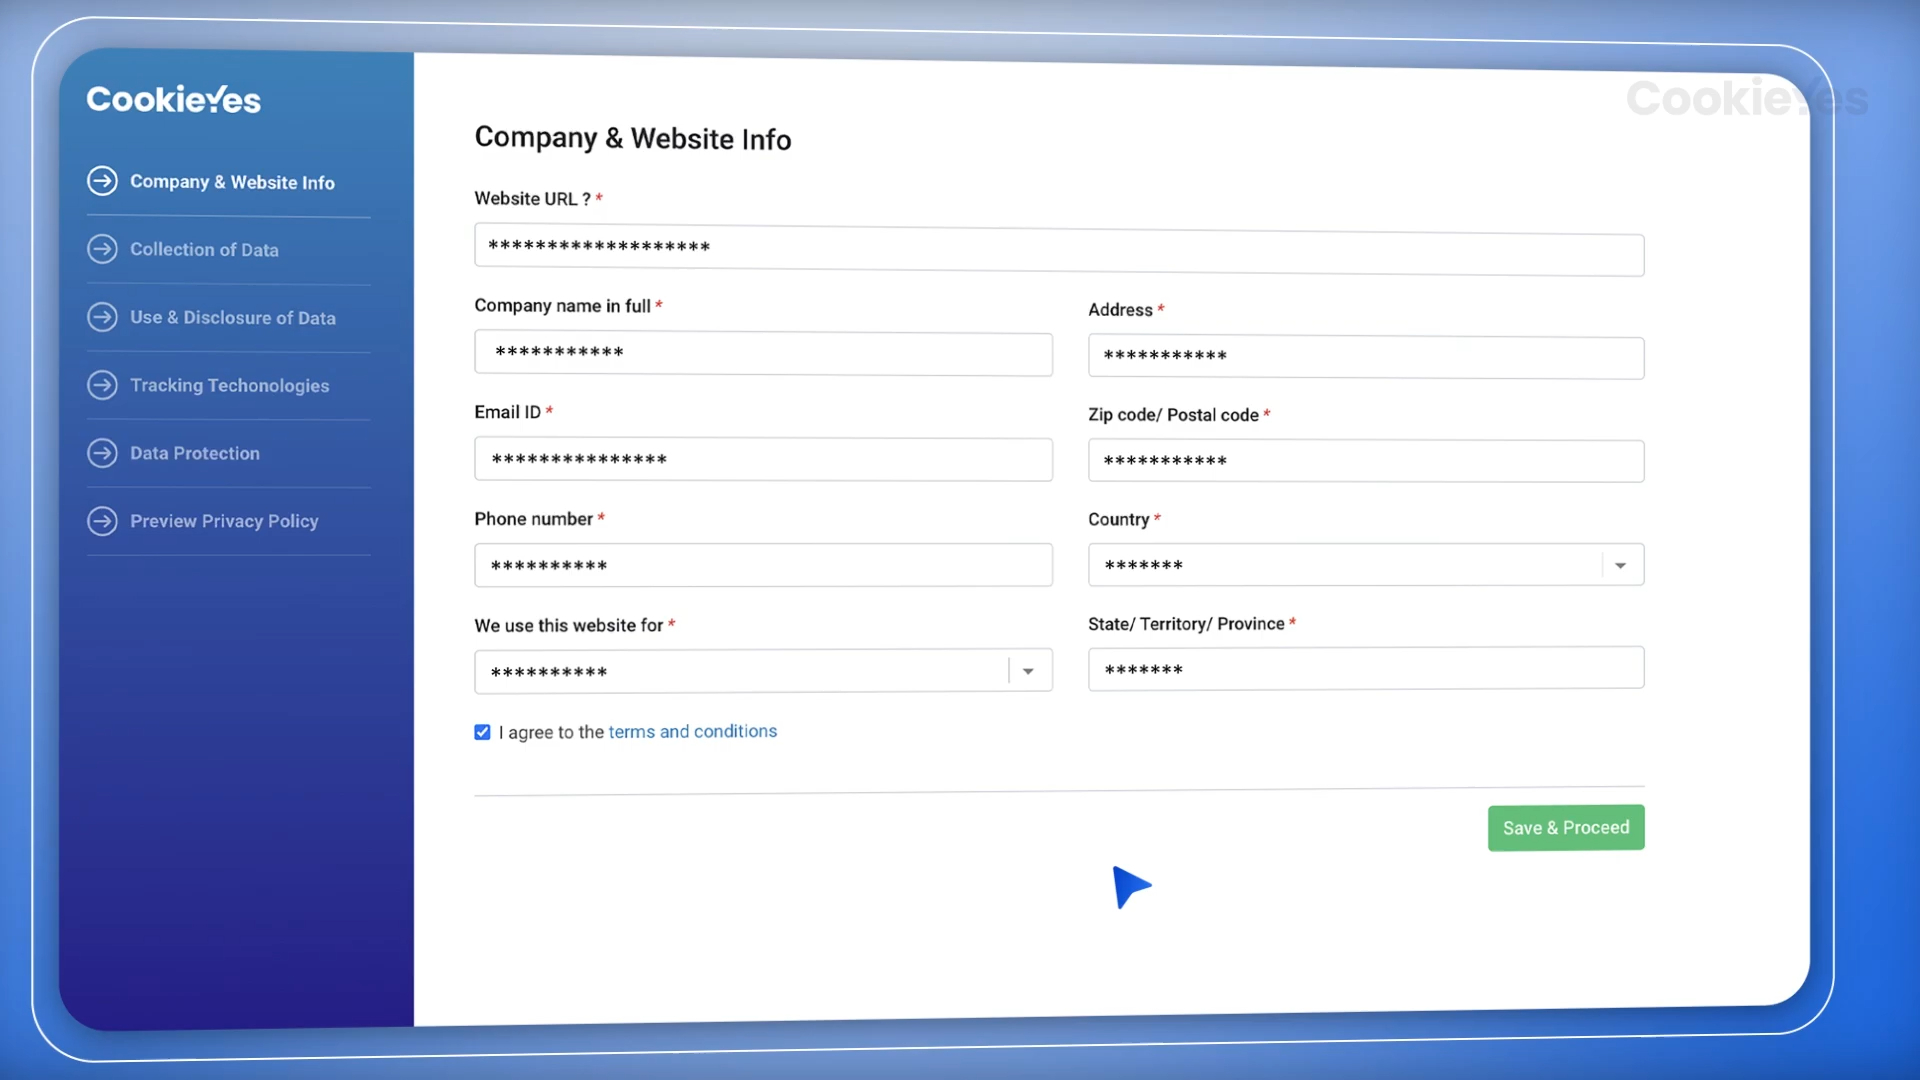 CookieYes
Company & Website Info
Collection of Data
Use & Disclosure of Data
Tracking Techonologies
Data Protection
Preview Privacy Policy
CookieYes
Company & Website Info
Website URL ? *
*******************
Company name in full *
***********
Address *
***********
Email ID *
***************
Zip code/ Postal code *
***********
Phone number *
**********
Country *
*******
We use this website for *
**********
State/ Territory/ Province *
*******
I agree to the terms and conditions
Save & Proceed